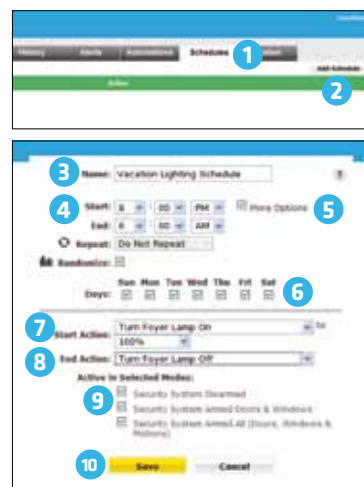 History Alerts Automations Schedules 1
Add Schedule
2
Action
3 Name: Vacation Lighting Schedule ?
4 Start: 8 : 00 PM More Options 5
End: 6 : 00 AM
Repeat: Do Not Repeat
Randomize:
Sun Mon Tue Wed Thu Fri Sat
Days: 6
7 Start Action: Turn Foyer Lamp On to
100%
8 End Action: Turn Foyer Lamp Off
Active in Selected Modes:
9 Security System Disarmed
Security System Armed Doors & Windows
Security System Armed All (Doors, Windows &
Motions)
10 Save Cancel